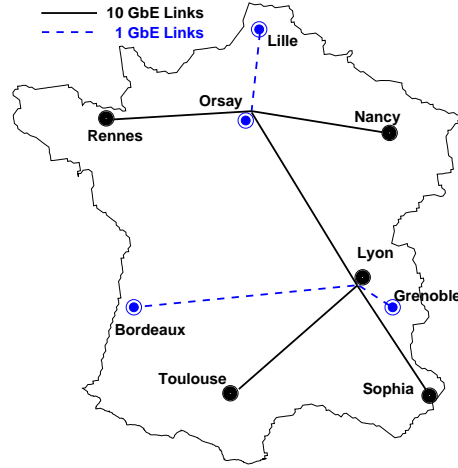 10 GbE Links
1 GbE Links
Lille
Orsay
Rennes
Nancy
Lyon
Grenoble
Bordeaux
Toulouse
Sophia